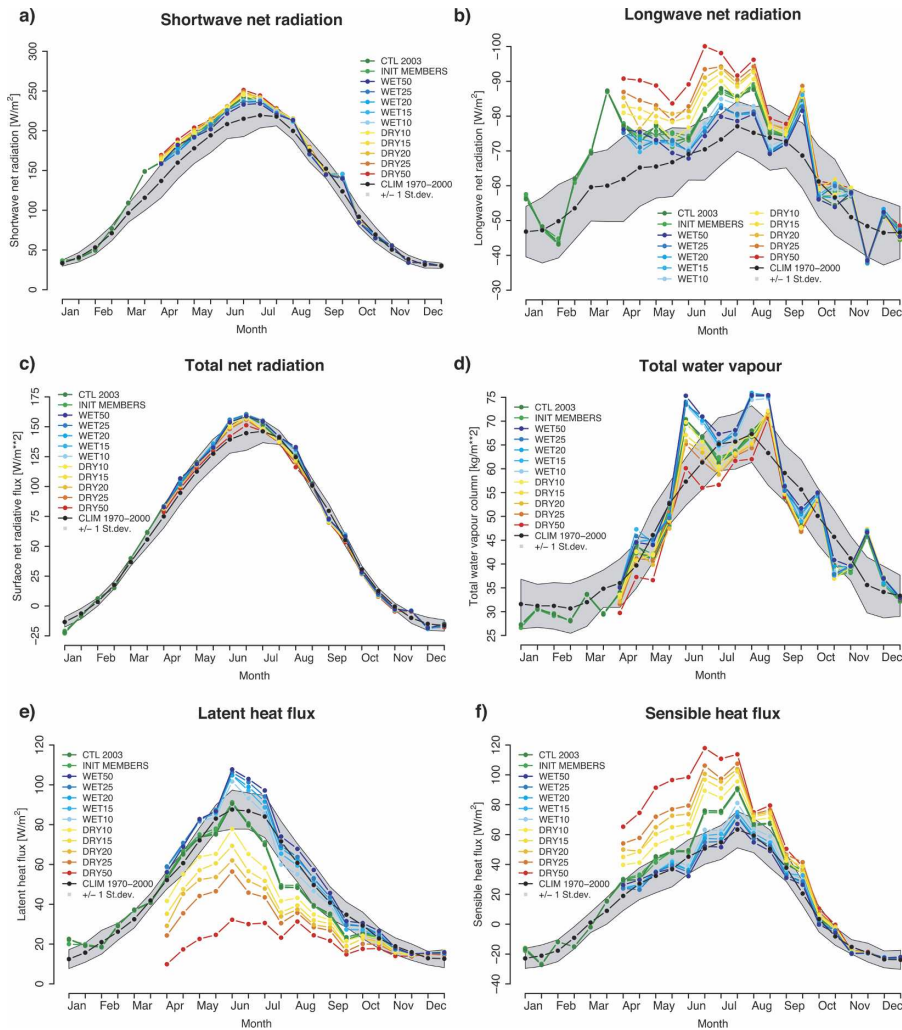 a)
Shortwave net radiation
Shortwave net radiation [W/m²]
300
250
200
150
100
50
0
CTL 2003
INIT MEMBERS
WET50
WET25
WET20
WET15
WET10
DRY10
DRY15
DRY20
DRY25
DRY50
CLIM 1970−2000
+/− 1 St.dev.
Jan Feb Mar Apr May Jun Jul Aug Sep Oct Nov Dec
Month
b)
Longwave net radiation
Longwave net radiation [W/m²]
−100
−90
−80
−70
−60
−50
−40
−30
CTL 2003
INIT MEMBERS
WET50
WET25
WET20
WET15
WET10
DRY10
DRY15
DRY20
DRY25
DRY50
CLIM 1970−2000
+/− 1 St.dev.
Jan Feb Mar Apr May Jun Jul Aug Sep Oct Nov Dec
Month
c)
Total net radiation
Surface net radiative flux [W/m**2]
175
150
125
100
75
50
25
0
−25
CTL 2003
INIT MEMBERS
WET50
WET25
WET20
WET15
WET10
DRY10
DRY15
DRY20
DRY25
DRY50
CLIM 1970−2000
+/− 1 St.dev.
Jan Feb Mar Apr May Jun Jul Aug Sep Oct Nov Dec
Month
d)
Total water vapour
Total water vapour column [kg/m**2]
75
70
65
60
55
50
45
40
35
30
25
CTL 2003
INIT MEMBERS
WET50
WET25
WET20
WET15
WET10
DRY10
DRY15
DRY20
DRY25
DRY50
CLIM 1970−2000
+/− 1 St.dev.
Jan Feb Mar Apr May Jun Jul Aug Sep Oct Nov Dec
Month
e)
Latent heat flux
Latent heat flux [W/m²]
120
100
80
60
40
20
0
CTL 2003
INIT MEMBERS
WET50
WET25
WET20
WET15
WET10
DRY10
DRY15
DRY20
DRY25
DRY50
CLIM 1970−2000
+/− 1 St.dev.
Jan Feb Mar Apr May Jun Jul Aug Sep Oct Nov Dec
Month
f)
Sensible heat flux
Sensible heat flux [W/m²]
120
100
80
60
40
20
0
−20
−40
CTL 2003
INIT MEMBERS
WET50
WET25
WET20
WET15
WET10
DRY10
DRY15
DRY20
DRY25
DRY50
CLIM 1970−2000
+/− 1 St.dev.
Jan Feb Mar Apr May Jun Jul Aug Sep Oct Nov Dec
Month